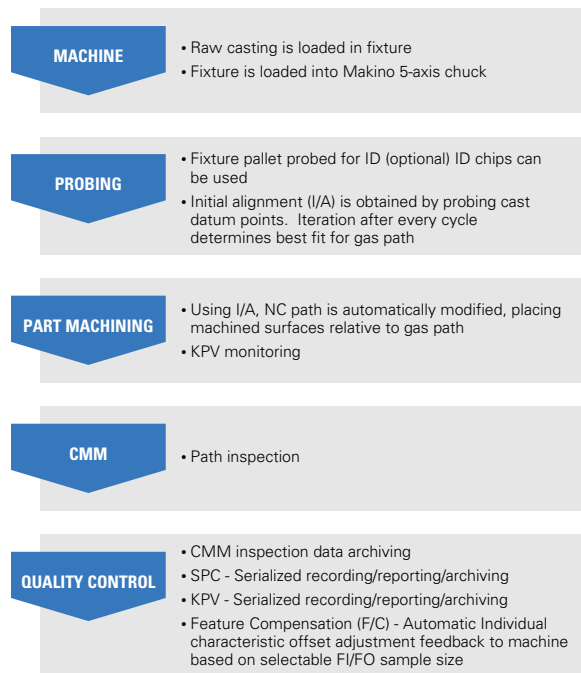 MACHINE
• Raw casting is loaded in fixture
• Fixture is loaded into Makino 5-axis chuck
PROBING
• Fixture pallet probed for ID (optional) ID chips can
be used
• Initial alignment (I/A) is obtained by probing cast
datum points.  Iteration after every cycle
determines best fit for gas path
PART MACHINING
• Using I/A, NC path is automatically modified, placing
machined surfaces relative to gas path
• KPV monitoring
CMM
• Path inspection
QUALITY CONTROL
• CMM inspection data archiving
• SPC - Serialized recording/reporting/archiving
• KPV - Serialized recording/reporting/archiving
• Feature Compensation (F/C) - Automatic Individual
characteristic offset adjustment feedback to machine
based on selectable FI/FO sample size